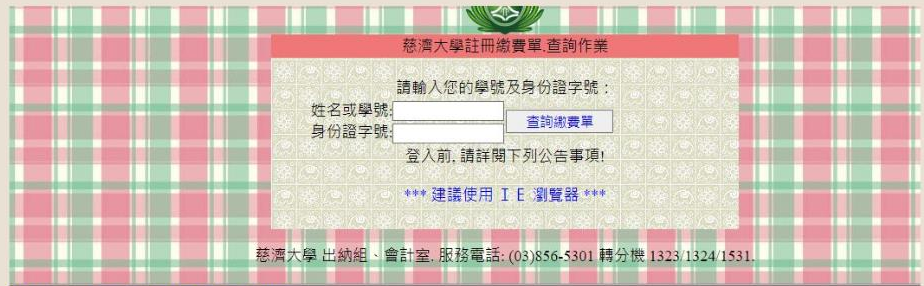 慈濟大學註冊繳費單.查詢作業
請輸入您的學號及身份證字號：
姓名或學號:
查詢繳費單
身份證字號:
登入前, 請詳閱下列公告事項!
*** 建議使用 ＩＥ 瀏覽器 ***
慈濟大學 出納組、會計室. 服務電話: (03)856-5301 轉分機 1323/1324/1531.